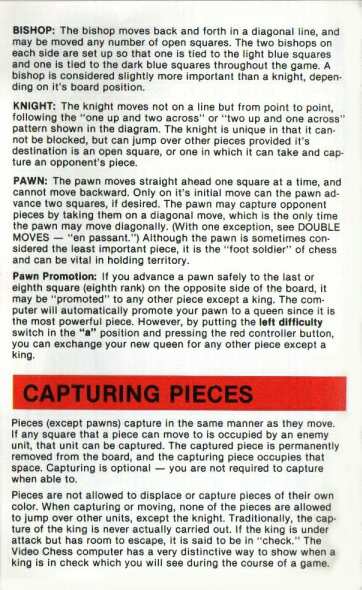 BISHOP: The bishop moves back and forth in a diagonal line, and
may be moved any number of open squares. The two bishops on
each side are set up so that one is tied to the light blue squares
and one is tied to the dark blue squares throughout the game. A
bishop is considered slightly more important than a knight, depen-
ding on it's board position.
KNIGHT: The knight moves not on a line but from point to point,
following the "one up and two across" or "two up and one across"
pattern shown in the diagram. The knight is unique in that it can-
not be blocked, but can jump over other pieces provided it's
destination is an open square, or one in which it can take and cap-
ture an opponent's piece.
PAWN: The pawn moves straight ahead one square at a time, and
cannot move backward. Only on it's initial move can the pawn ad-
vance two squares, if desired. The pawn may capture opponent
pieces by taking them on a diagonal move, which is the only time
the pawn may move diagonally. (With one exception, see DOUBLE
MOVES — "en passant.") Although the pawn is sometimes con-
sidered the least important piece, it is the "foot soldier" of chess
and can be vital in holding territory.
Pawn Promotion: If you advance a pawn safely to the last or
eighth square (eighth rank) on the opposite side of the board, it
may be "promoted" to any other piece except a king. The com-
puter will automatically promote your pawn to a queen since it is
the most powerful piece. However, by putting the left difficulty
switch in the "a" position and pressing the red controller button,
you can exchange your new queen for any other piece except a
king.
CAPTURING PIECES
Pieces (except pawns) capture in the same manner as they move.
If any square that a piece can move to is occupied by an enemy
unit, that unit can be captured. The captured piece is permanently
removed from the board, and the capturing piece occupies that
space. Capturing is optional — you are not required to capture
when able to.
Pieces are not allowed to displace or capture pieces of their own
color. When capturing or moving, none of the pieces are allowed
to jump over other units, except the knight. Traditionally, the cap-
ture of the king is never actually carried out. If the king is under
attack but has room to escape, it is said to be in "check." The
Video Chess computer has a very distinctive way to show when a
king is in check which you will see during the course of a game.